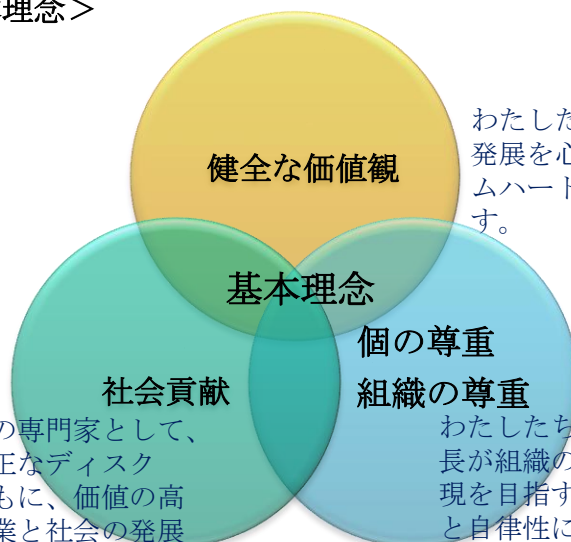 理念＞
健全な価値観
わたした
発展を心
ムハート
す。
基本理念
個の尊重
組織の尊重
社会貢献
の専門家として、
正なディスク
もに、価値の高
業と社会の発展
わたしたち
長が組織の
現を目指す
と自律性に